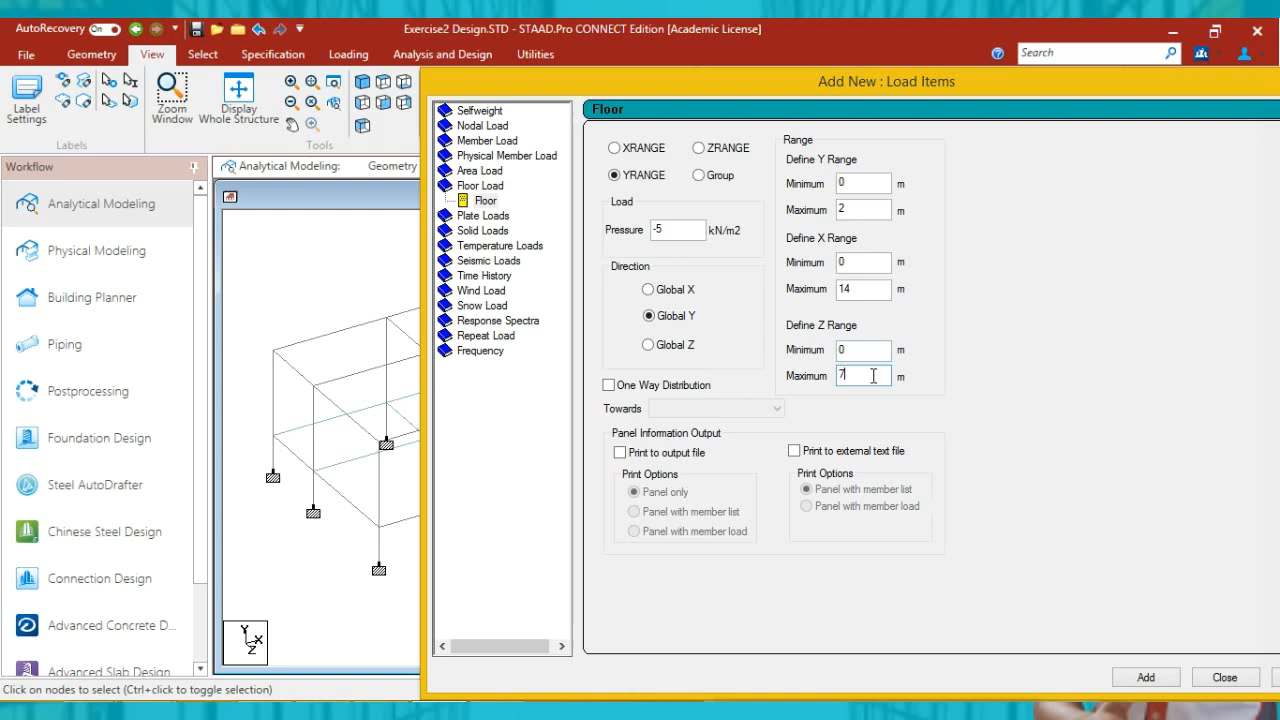 AutoRecovery On
Exercise2 Design.STD - STAAD.Pro CONNECT Edition [Academic License]
File Geometry View Select Specification Loading Analysis and Design Utilities
Search
Label Settings
Zoom Window
Display Whole Structure
Labels
Tools
Add New : Load Items
Workflow
Analytical Modeling
Physical Modeling
Building Planner
Piping
Postprocessing
Foundation Design
Steel AutoDrafter
Chinese Steel Design
Connection Design
Advanced Concrete D...
Advanced Slab Design
Analytical Modeling: Geometry
Y
X
Z
Selfweight
Nodal Load
Member Load
Physical Member Load
Area Load
Floor Load
Floor
Plate Loads
Solid Loads
Temperature Loads
Seismic Loads
Time History
Wind Load
Snow Load
Response Spectra
Repeat Load
Frequency
Floor
XRANGE ZRANGE
YRANGE Group
Load
Pressure -5 kN/m2
Direction
Global X
Global Y
Global Z
One Way Distribution
Towards
Range
Define Y Range
Minimum 0 m
Maximum 2 m
Define X Range
Minimum 0 m
Maximum 14 m
Define Z Range
Minimum 0 m
Maximum 7 m
Panel Information Output
Print to output file
Print Options
Panel only
Panel with member list
Panel with member load
Print to external text file
Print Options
Panel with member list
Panel with member load
Add Close
Click on nodes to select (Ctrl+click to toggle selection)